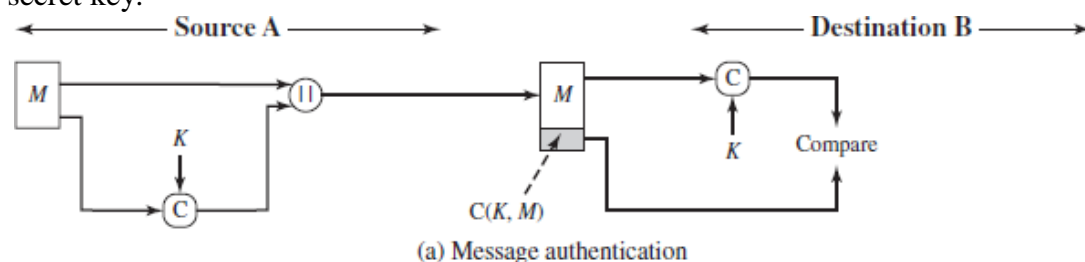 secret key.
Source A
Destination B
M
||
M
C
K
K
Compare
C
C(K, M)
(a) Message authentication